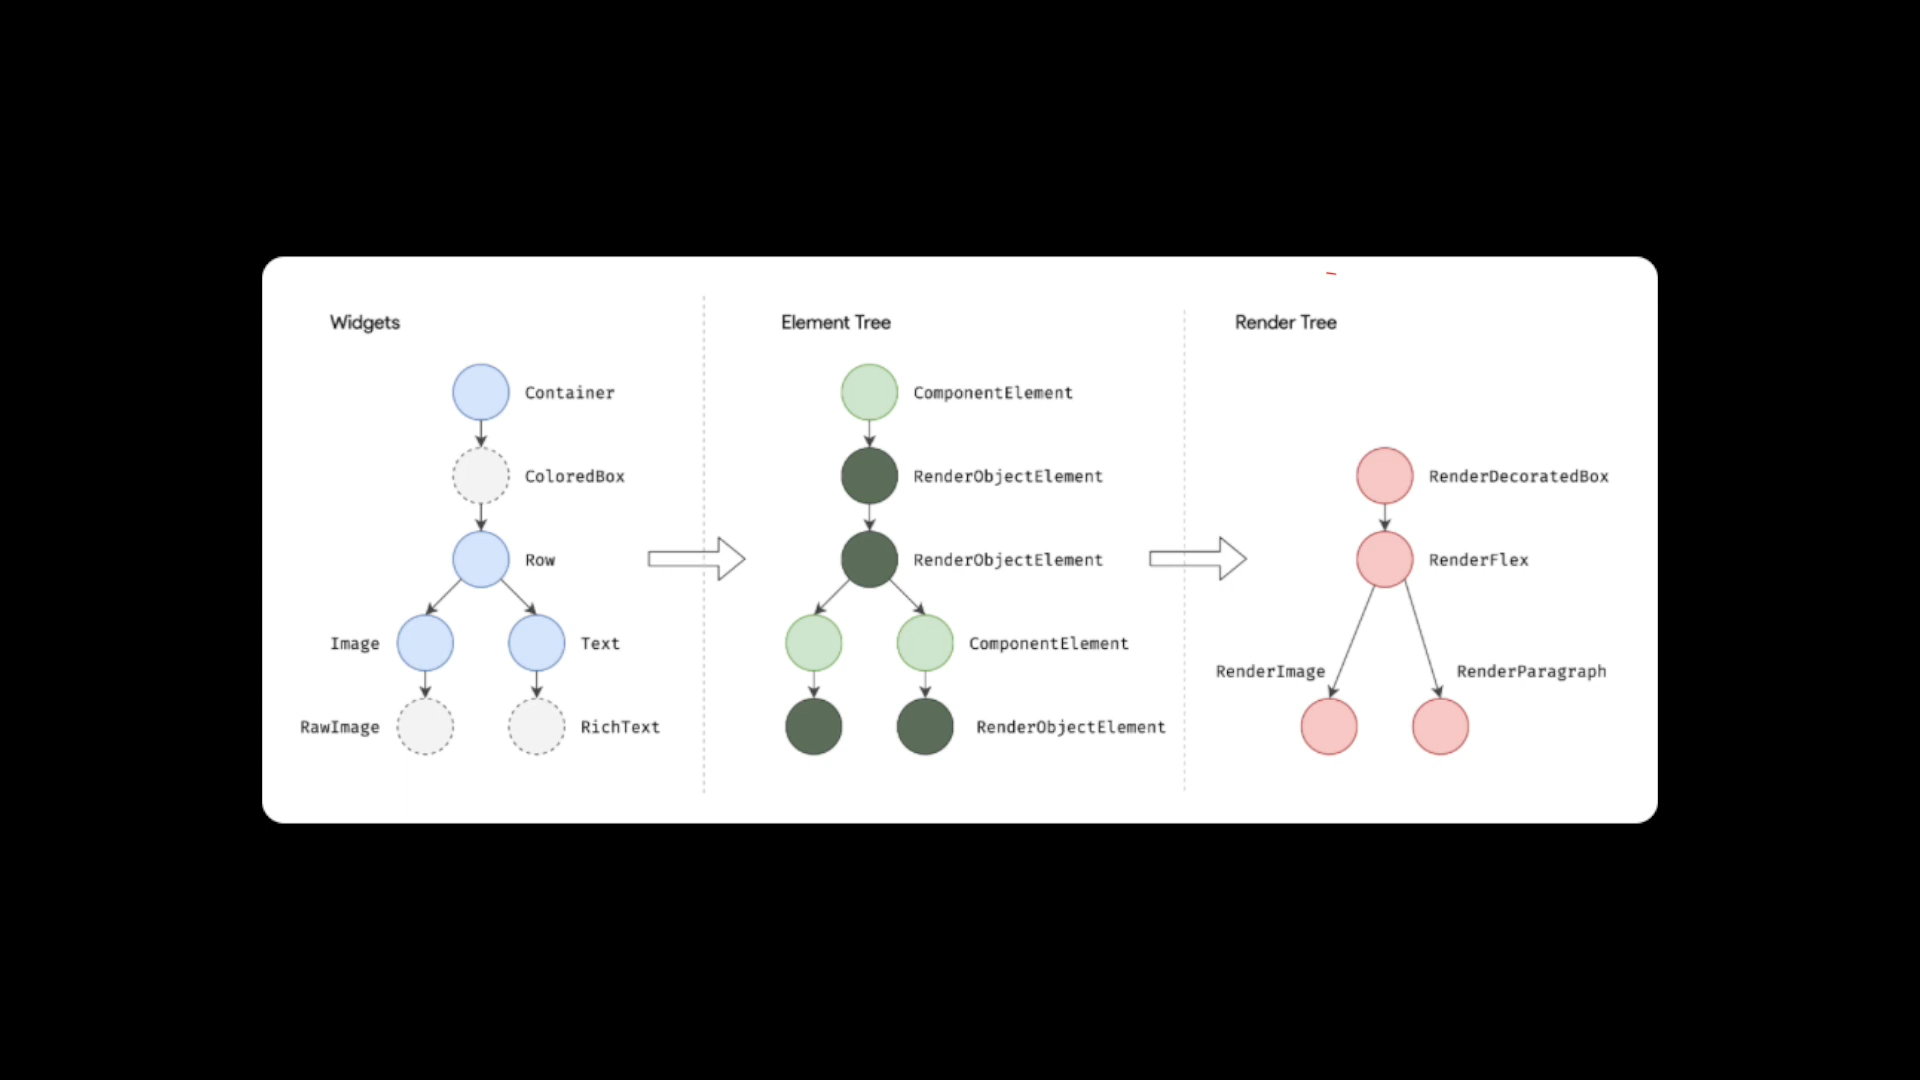 Widgets
Container
ColoredBox
Row
Image
Text
RawImage
RichText
Element Tree
ComponentElement
RenderObjectElement
RenderObjectElement
ComponentElement
RenderObjectElement
Render Tree
RenderDecoratedBox
RenderFlex
RenderImage
RenderParagraph